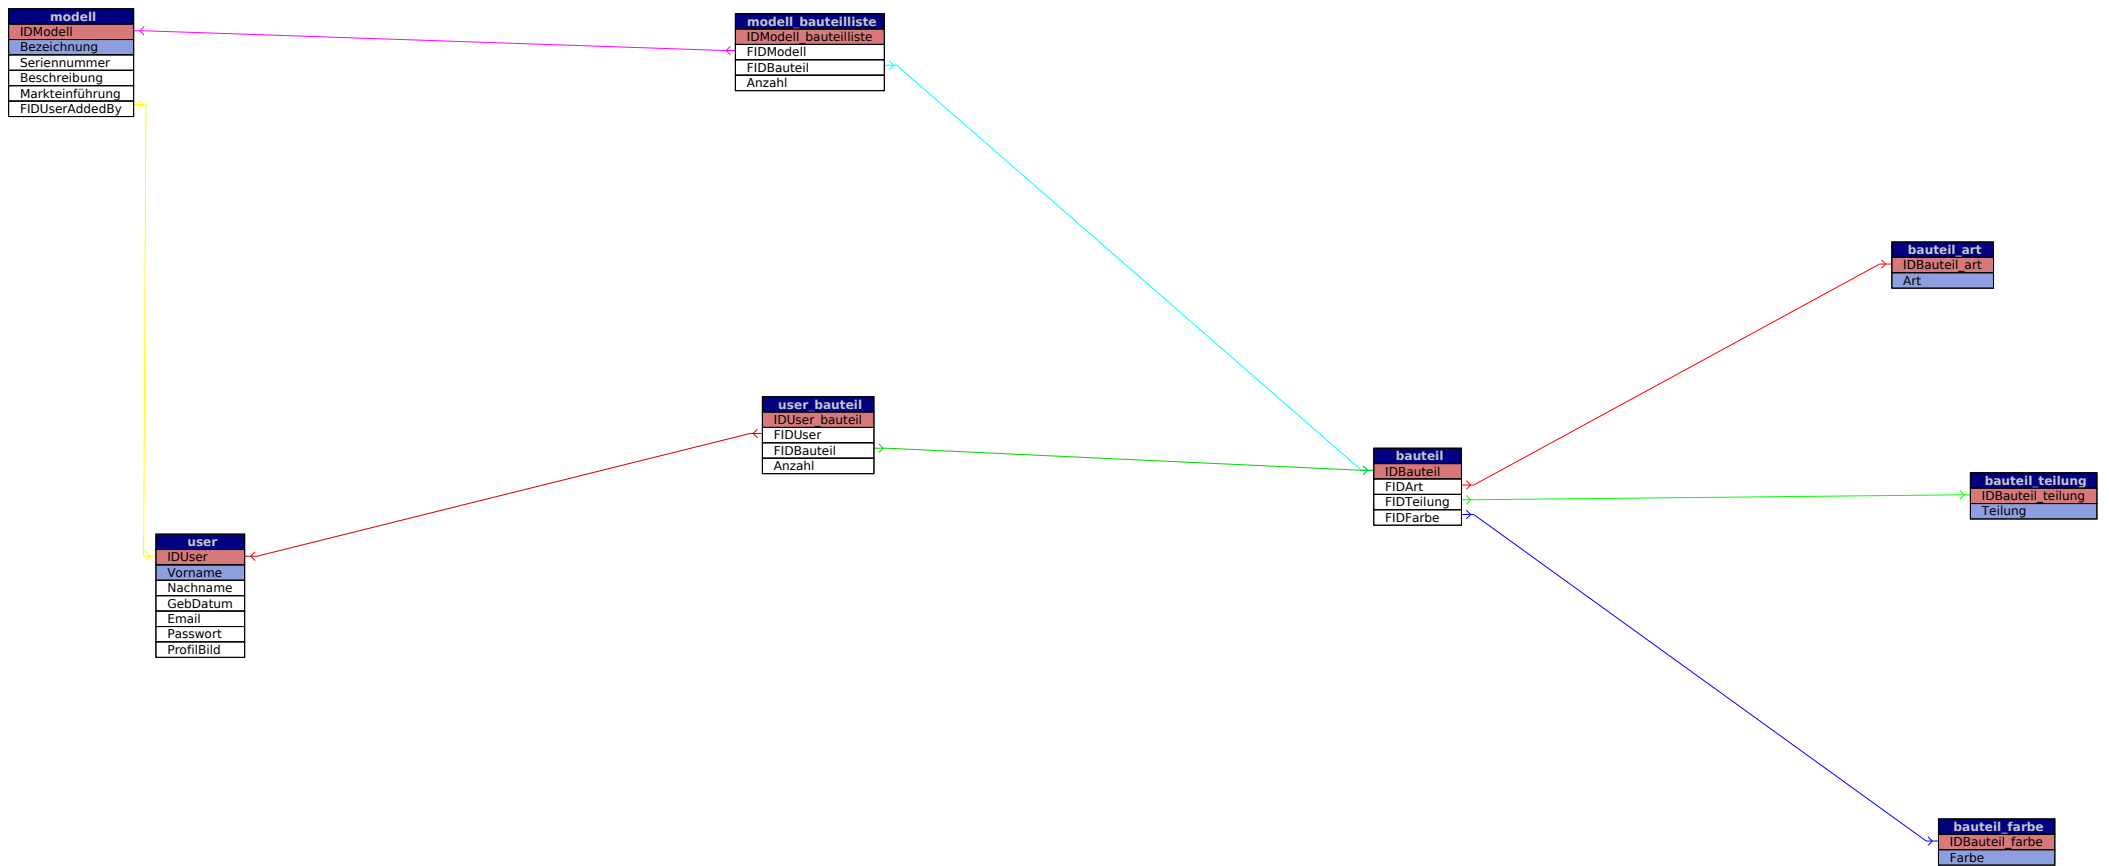 modell
IDModell
Bezeichnung
Seriennummer
Beschreibung
Markteinführung
FIDUserAddedBy
modell_bauteilliste
IDModell_bauteilliste
FIDModell
FIDBauteil
Anzahl
bauteil_art
IDBauteil_art
Art
user_bauteil
IDUser_bauteil
FIDUser
FIDBauteil
Anzahl
bauteil
IDBauteil
FIDArt
FIDTeilung
FIDFarbe
bauteil_teilung
IDBauteil_teilung
Teilung
user
IDUser
Vorname
Nachname
GebDatum
Email
Passwort
ProfilBild
bauteil_farbe
IDBauteil_farbe
Farbe